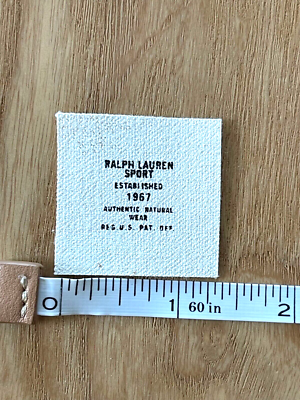 RALPH LAUREN
SPORT
ESTABLISHED
1967
AUTHENTIC NATURAL
WEAR
REG.U.S. PAT. OFF
0 1 60 in 2